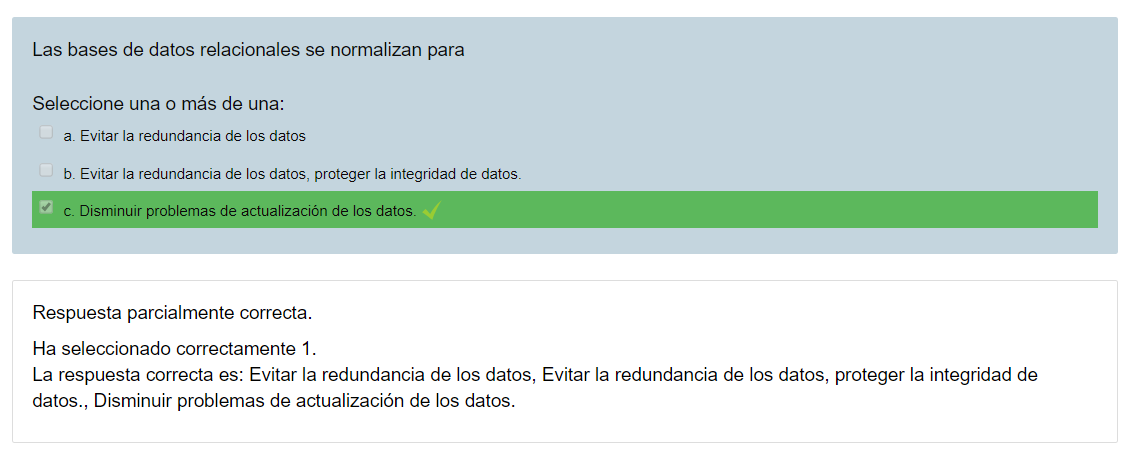 Las bases de datos relacionales se normalizan para
Seleccione una o más de una:
a. Evitar la redundancia de los datos
b. Evitar la redundancia de los datos, proteger la integridad de datos.
c. Disminuir problemas de actualización de los datos.
Respuesta parcialmente correcta.
Ha seleccionado correctamente 1.
La respuesta correcta es: Evitar la redundancia de los datos, Evitar la redundancia de los datos, proteger la integridad de
datos., Disminuir problemas de actualización de los datos.